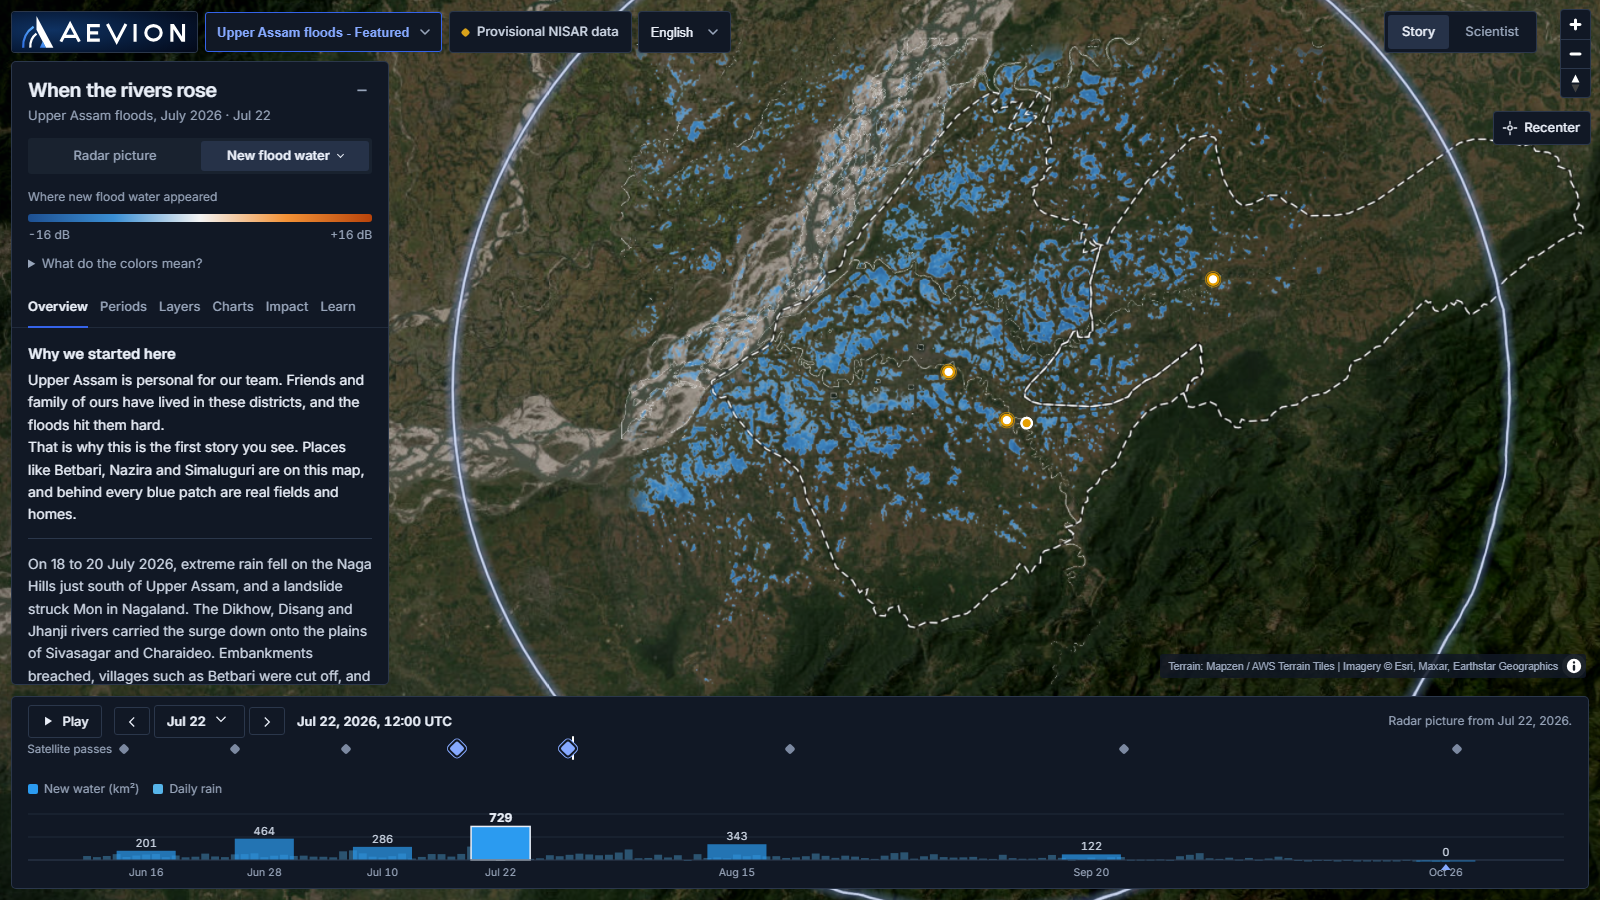 AEVION
Upper Assam floods - Featured
Provisional NISAR data
English
Story
Scientist
Recenter
When the rivers rose
Upper Assam floods, July 2026 · Jul 22
Radar picture
New flood water
Where new flood water appeared
-16 dB
+16 dB
What do the colors mean?
Overview
Periods
Layers
Charts
Impact
Learn
Why we started here
Upper Assam is personal for our team. Friends and
family of ours have lived in these districts, and the
floods hit them hard.
That is why this is the first story you see. Places
like Betbari, Nazira and Simaluguri are on this map,
and behind every blue patch are real fields and
homes.
On 18 to 20 July 2026, extreme rain fell on the Naga
Hills just south of Upper Assam, and a landslide
struck Mon in Nagaland. The Dikhow, Disang and
Jhanji rivers carried the surge down onto the plains
of Sivasagar and Charaideo. Embankments
breached, villages such as Betbari were cut off, and
Terrain: Mapzen / AWS Terrain Tiles | Imagery © Esri, Maxar, Earthstar Geographics
Play
Jul 22
Jul 22, 2026, 12:00 UTC
Radar picture from Jul 22, 2026.
Satellite passes
New water (km²)
Daily rain
201
464
286
729
343
122
0
Jun 16
Jun 28
Jul 10
Jul 22
Aug 15
Sep 20
Oct 26